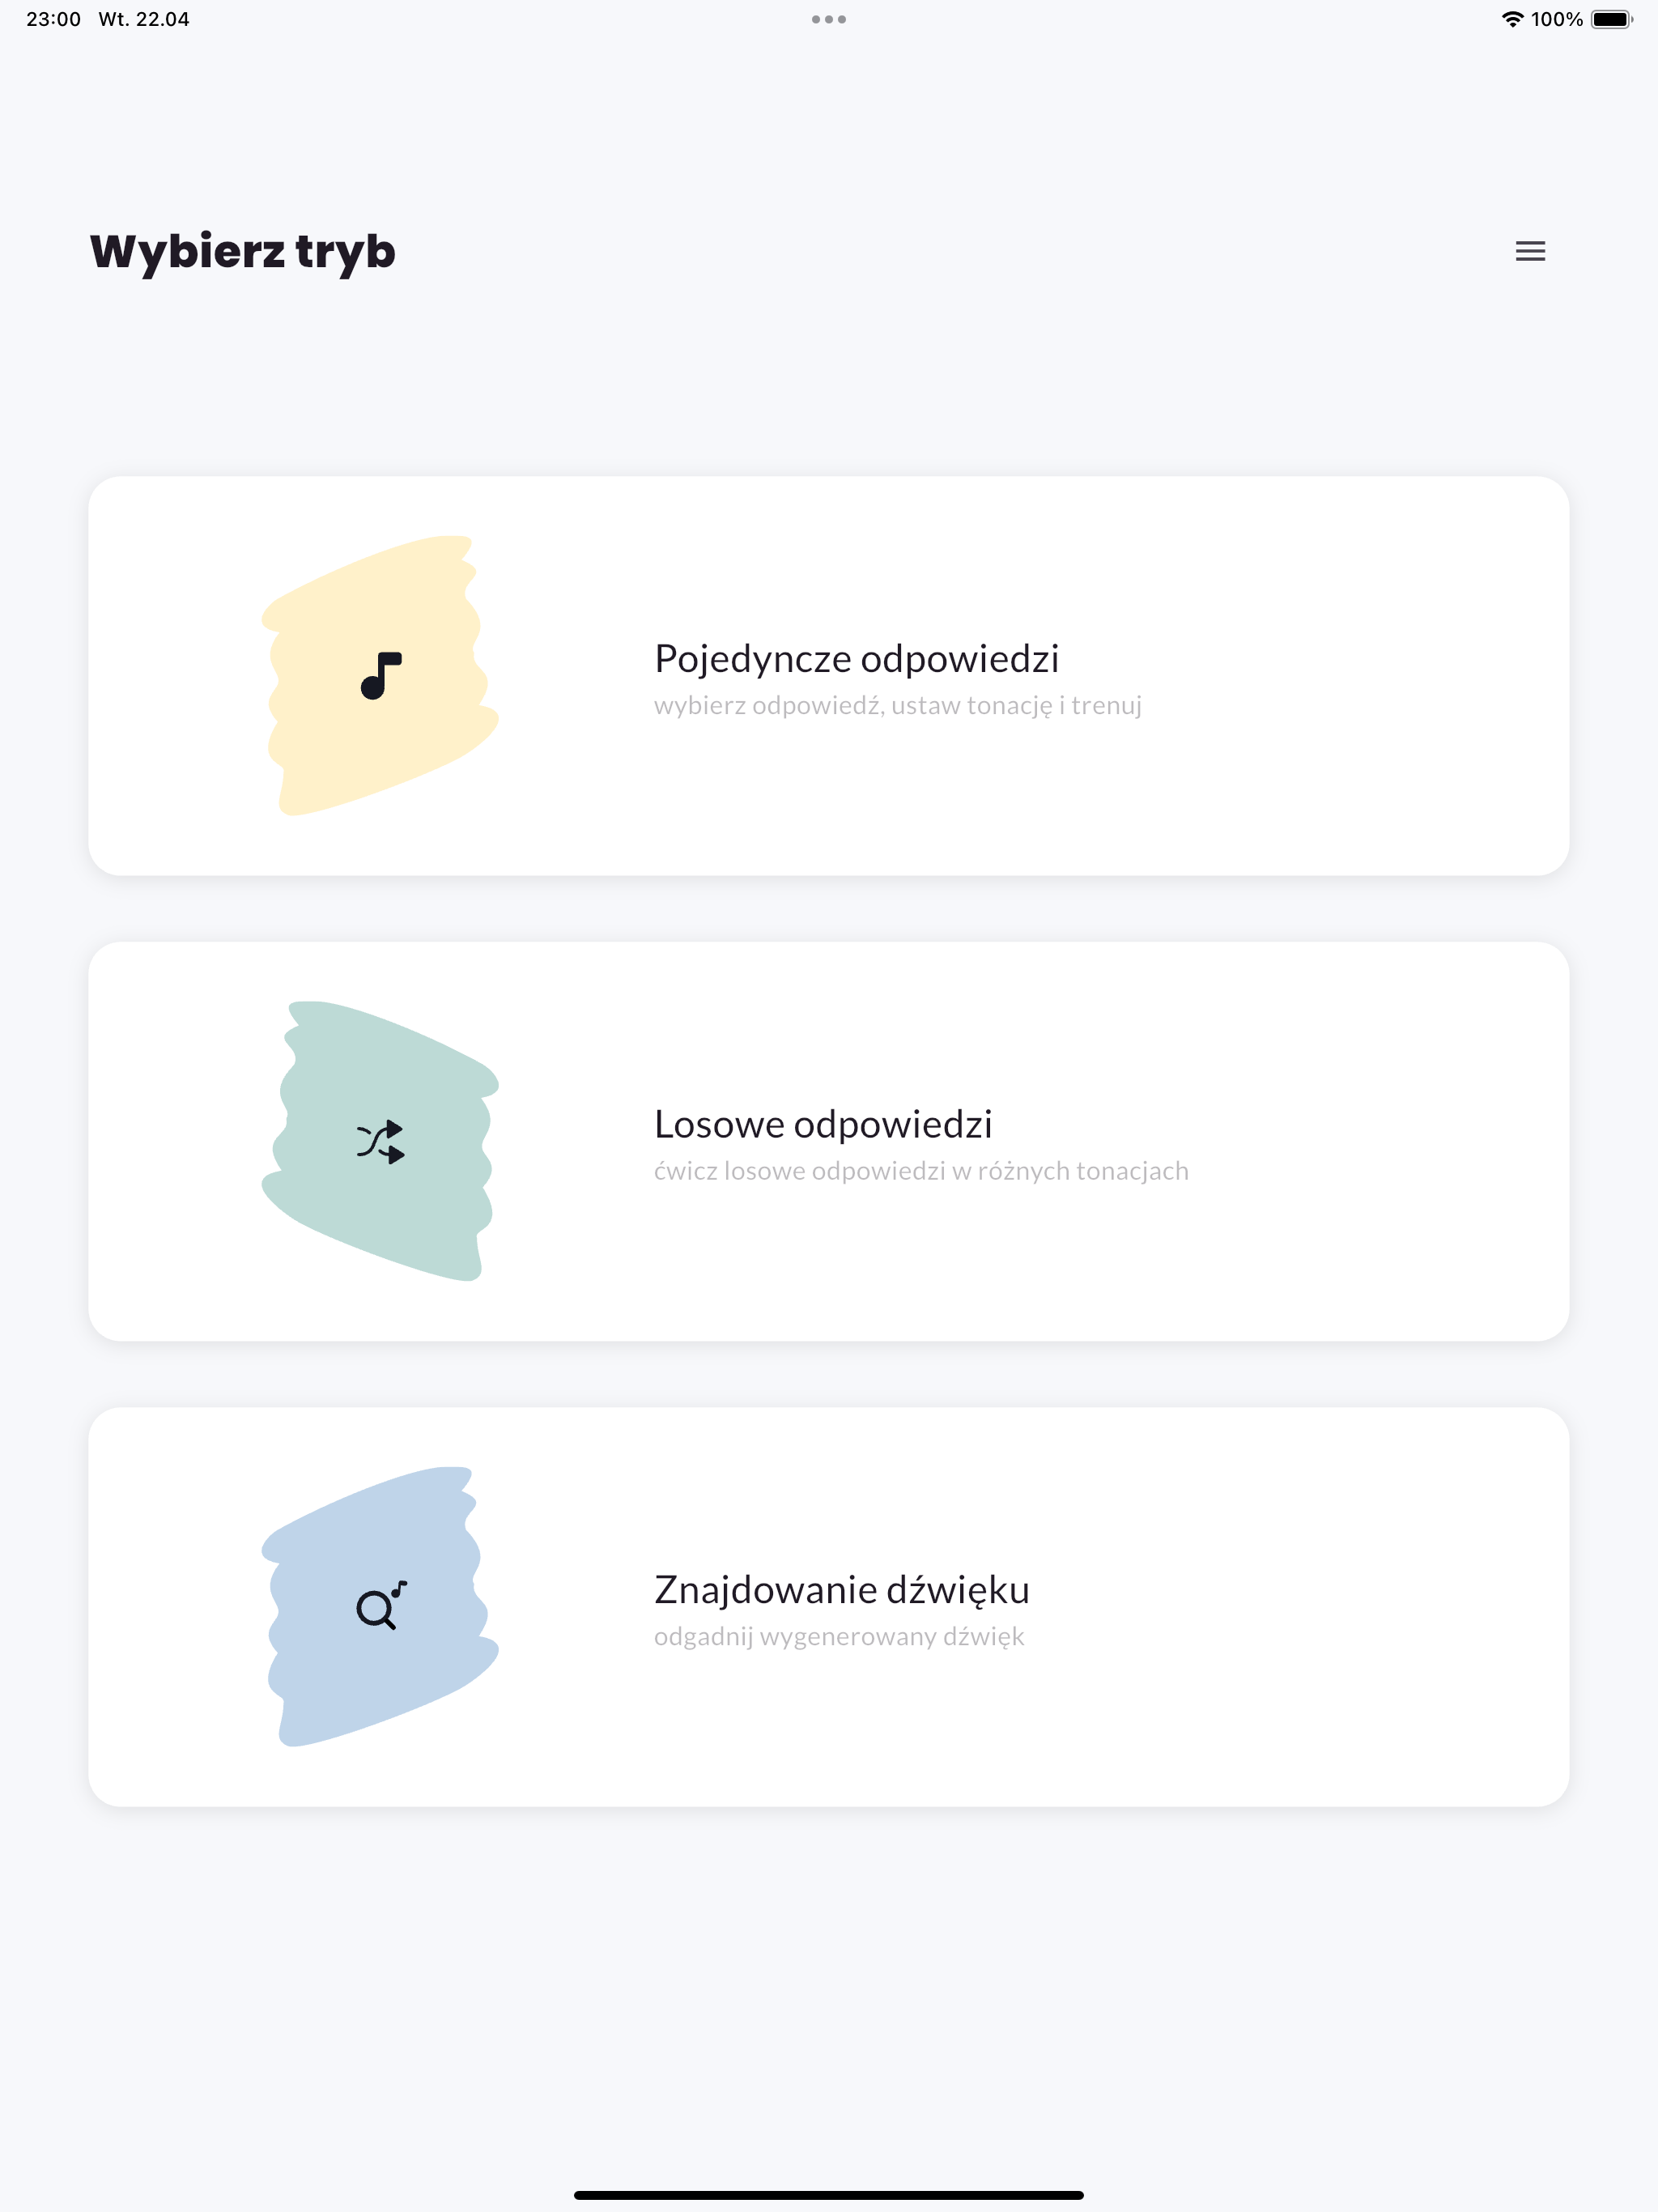 23:00 Wt. 22.04
100%
Wybierz tryb
Pojedyncze odpowiedzi
wybierz odpowiedź, ustaw tonację i trenuj
Losowe odpowiedzi
ćwicz losowe odpowiedzi w różnych tonacjach
Znajdowanie dźwięku
odgadnij wygenerowany dźwięk